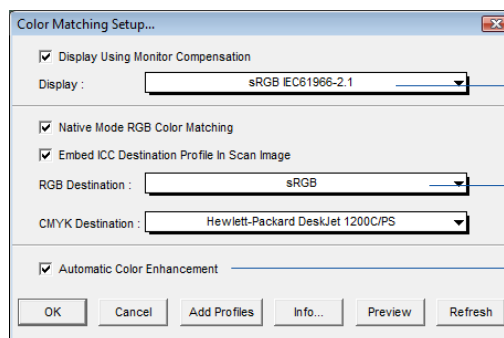 Color Matching Setup...
Display Using Monitor Compensation
Display : sRGB IEC61966-2.1
Native Mode RGB Color Matching
Embed ICC Destination Profile In Scan Image
RGB Destination : sRGB
CMYK Destination : Hewlett-Packard DeskJet 1200C/PS
Automatic Color Enhancement
OK Cancel Add Profiles Info... Preview Refresh